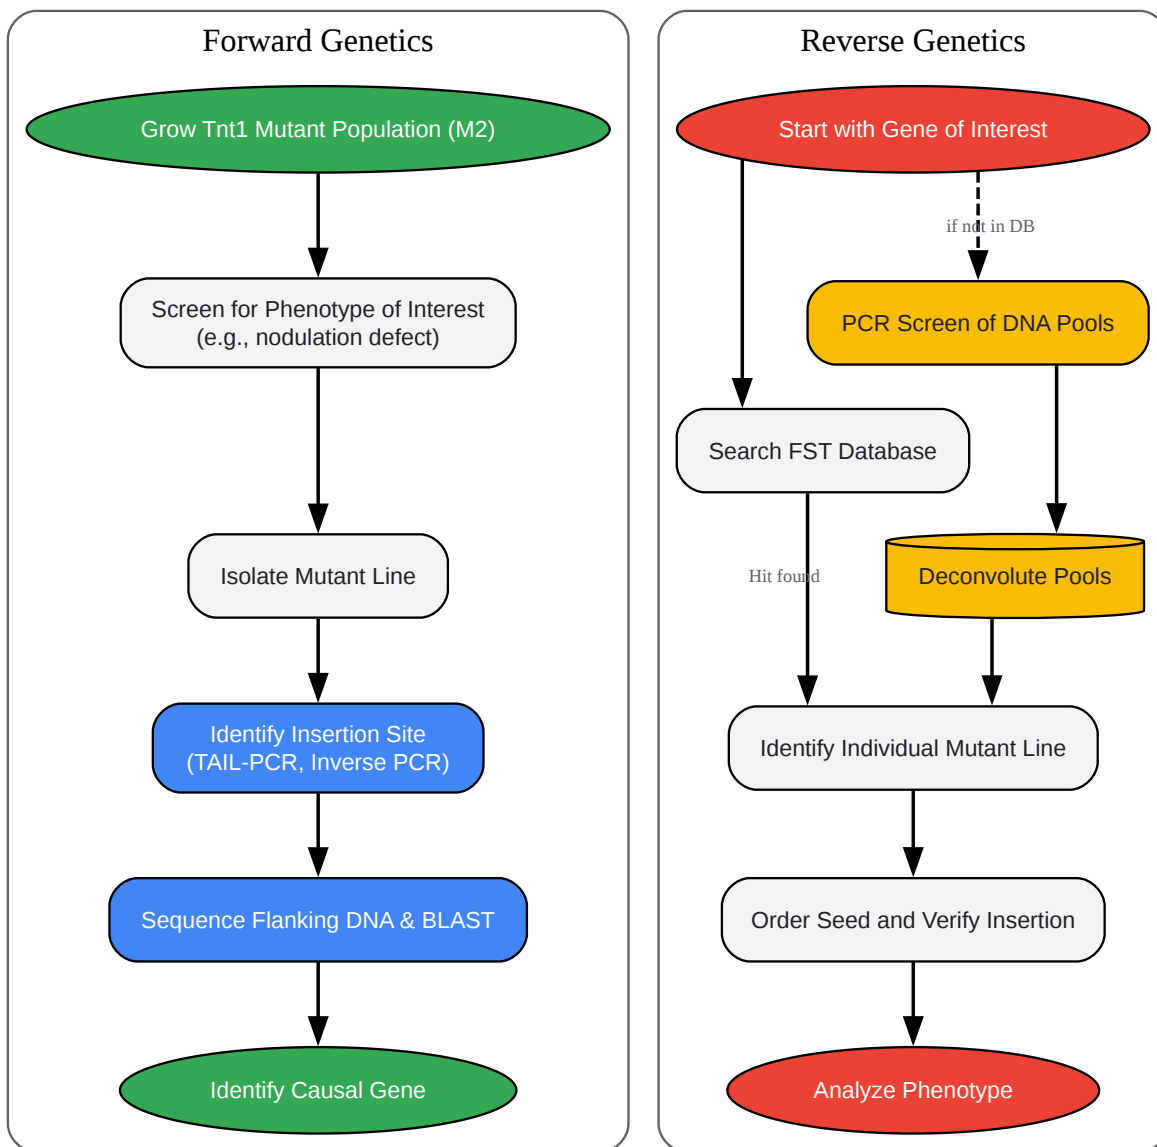 Forward Genetics
Grow Tnt1 Mutant Population (M2)
Screen for Phenotype of Interest
(e.g., nodulation defect)
Isolate Mutant Line
Identify Insertion Site
(TAIL-PCR, Inverse PCR)
Sequence Flanking DNA & BLAST
Identify Causal Gene
Reverse Genetics
Start with Gene of Interest
if not in DB
PCR Screen of DNA Pools
Search FST Database
Hit found
Deconvolute Pools
Identify Individual Mutant Line
Order Seed and Verify Insertion
Analyze Phenotype